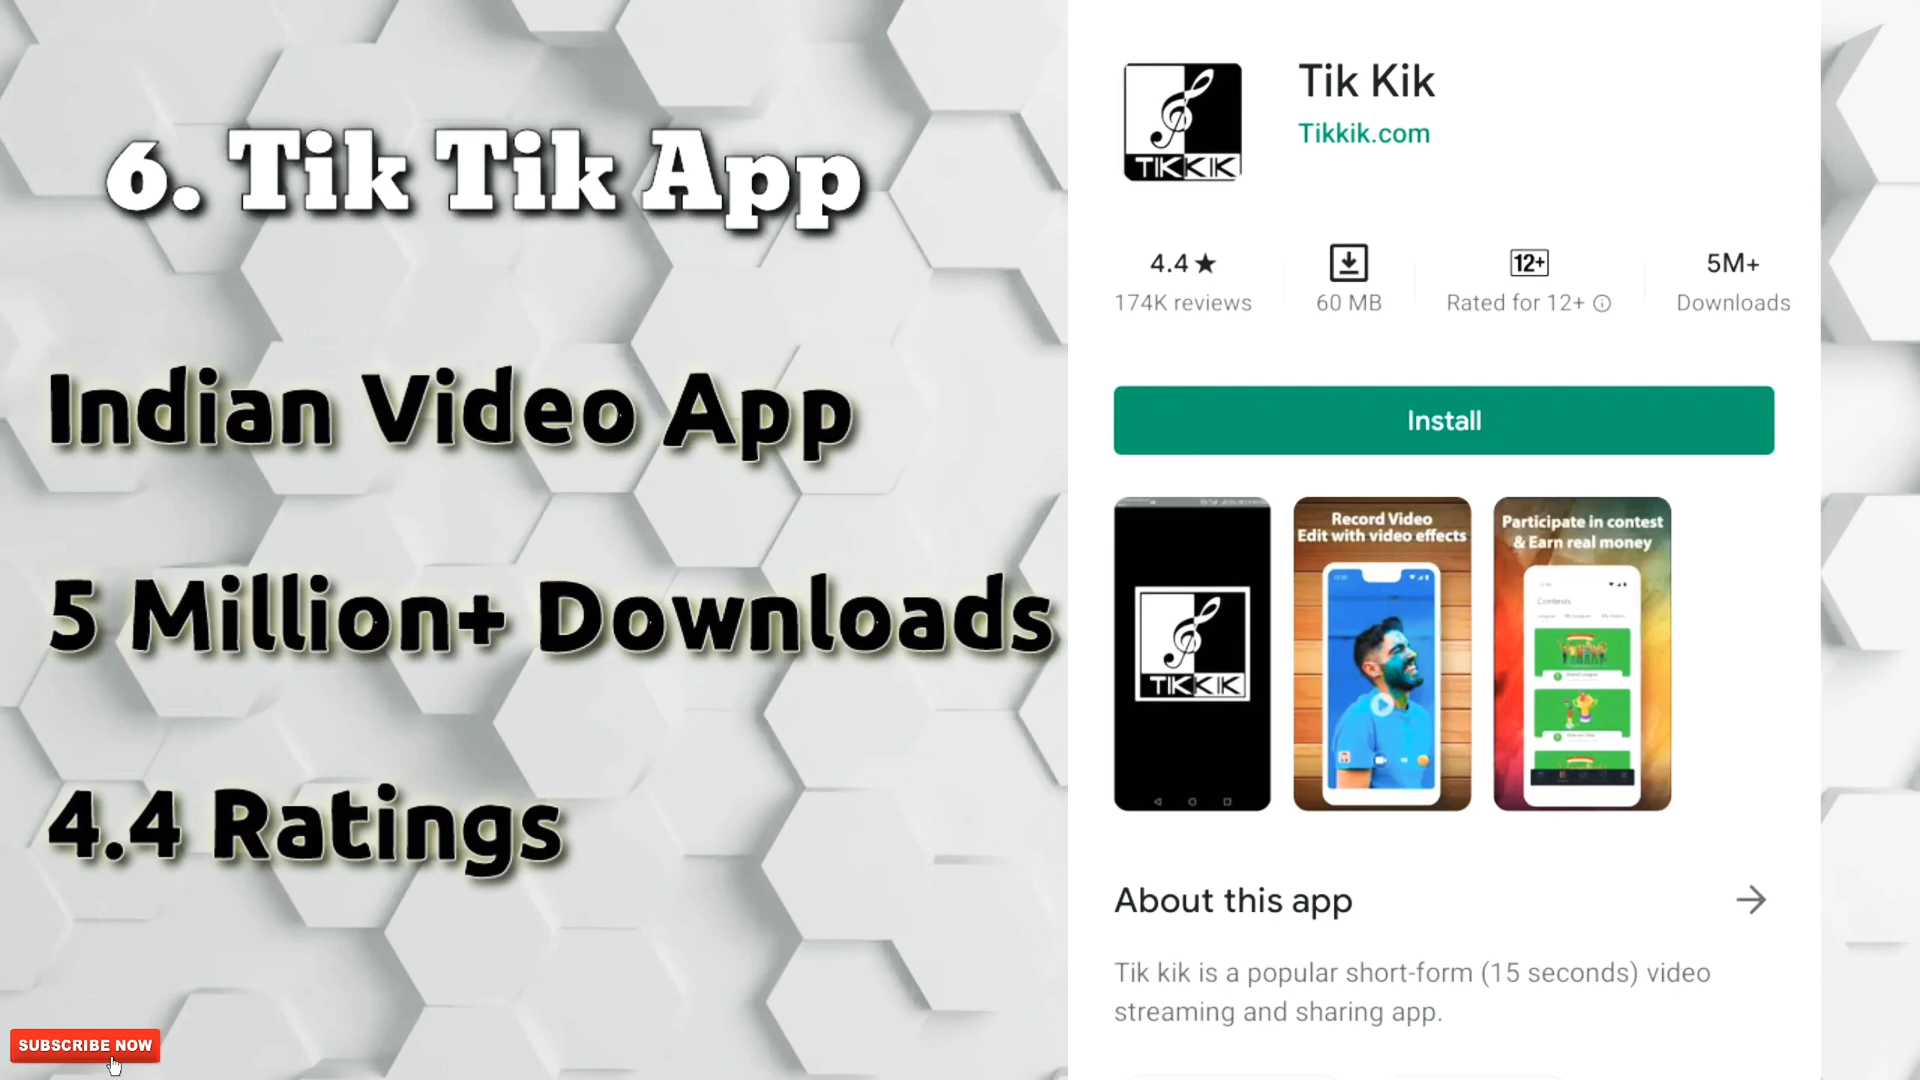 6. Tik Tik App
Indian Video App
5 Million+ Downloads
4.4 Ratings
SUBSCRIBE NOW
TIKKIK
Tik Kik
Tikkik.com
4.4★
174K reviews
60 MB
12+
Rated for 12+
5M+
Downloads
Install
TIKKIK
Record Video
Edit with video effects
Participate in contest
& Earn real money
Contests
About this app
Tik kik is a popular short-form (15 seconds) video
streaming and sharing app.